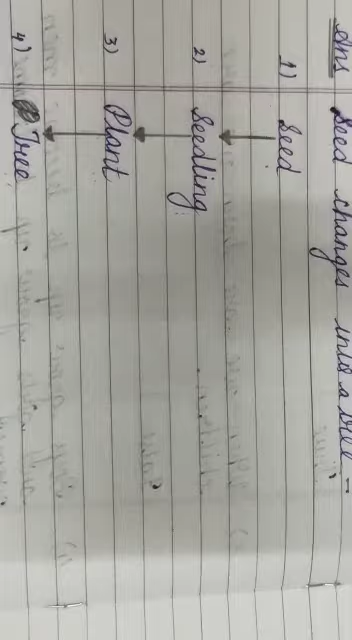 Ans Seed changes into a tree -
1) Seed
2) Seedling
3) Plant
4) Tree